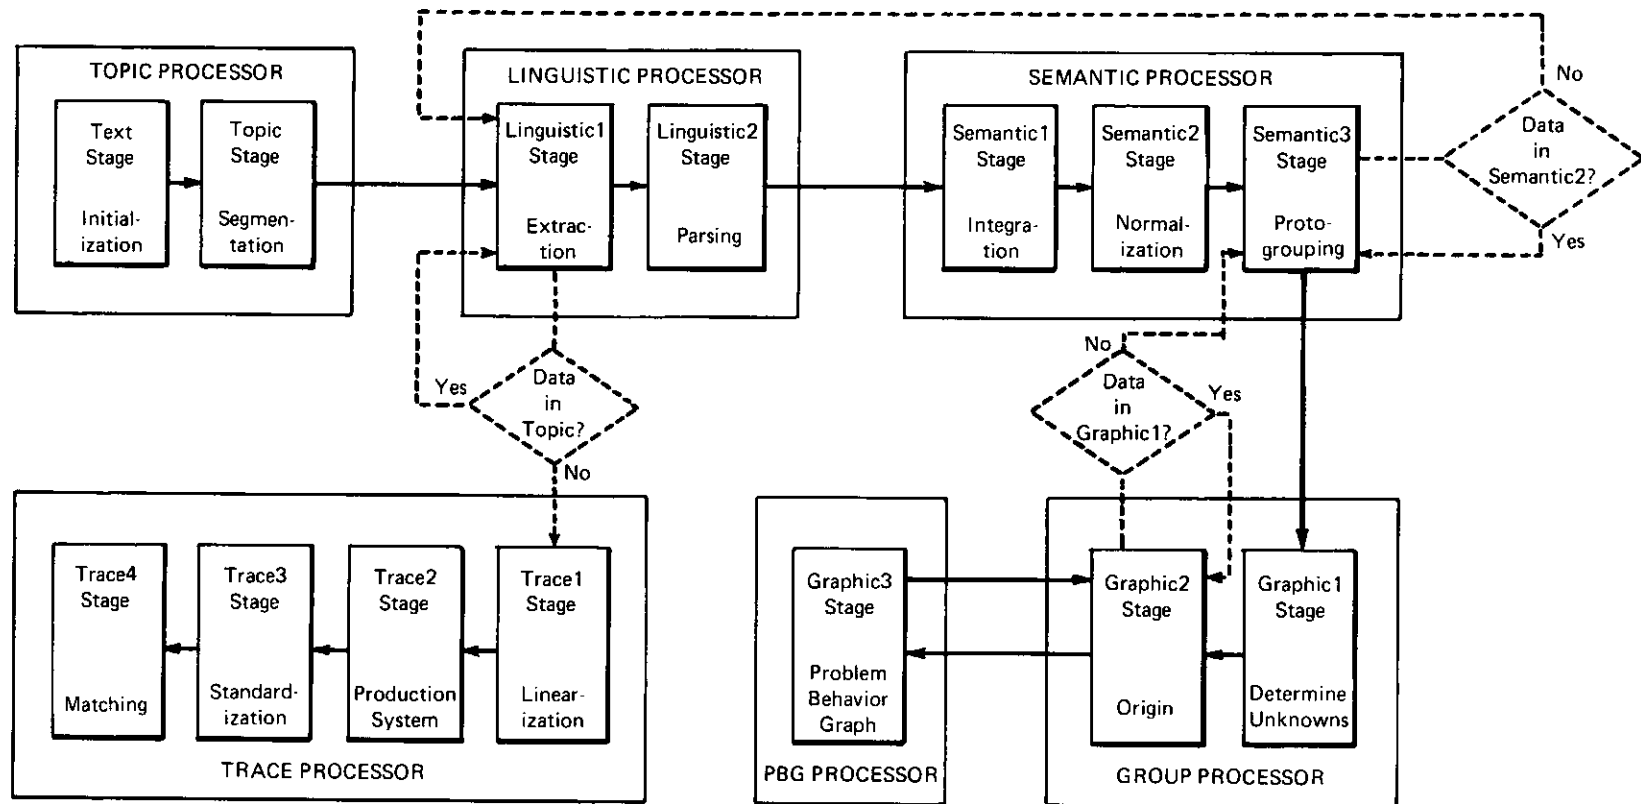 TOPIC PROCESSOR
Text
Stage
Initial-
ization
Topic
Stage
Segmen-
tation
LINGUISTIC PROCESSOR
Linguistic1
Stage
Extrac-
tion
Linguistic2
Stage
Parsing
SEMANTIC PROCESSOR
Semantic1
Stage
Integra-
tion
Semantic2
Stage
Normal-
ization
Semantic3
Stage
Proto-
grouping
No
Data
in
Semantic2?
Yes
Yes
Data
in
Topic?
No
No
Data
in
Graphic1?
Yes
Trace4
Stage
Matching
Trace3
Stage
Standard-
ization
Trace2
Stage
Production
System
Trace1
Stage
Linear-
ization
TRACE PROCESSOR
Graphic3
Stage
Problem
Behavior
Graph
PBG PROCESSOR
Graphic2
Stage
Origin
Graphic1
Stage
Determine
Unknowns
GROUP PROCESSOR